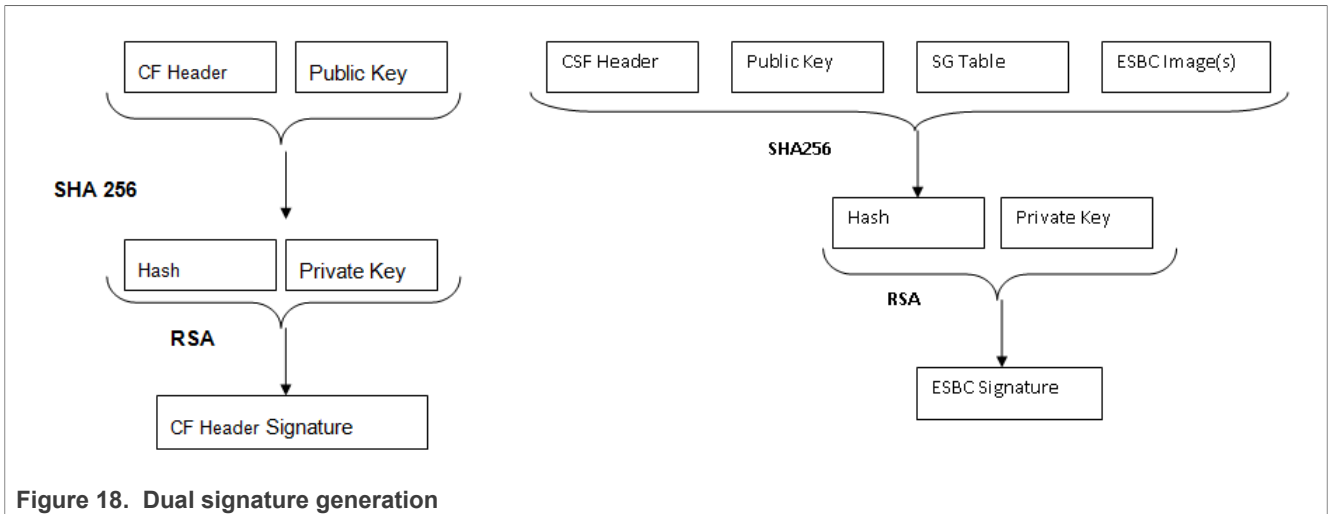 CF Header
Public Key
SHA 256
Hash
Private Key
RSA
CF Header Signature
CSF Header
Public Key
SG Table
ESBC Image(s)
SHA256
Hash
Private Key
RSA
ESBC Signature
Figure 18. Dual signature generation